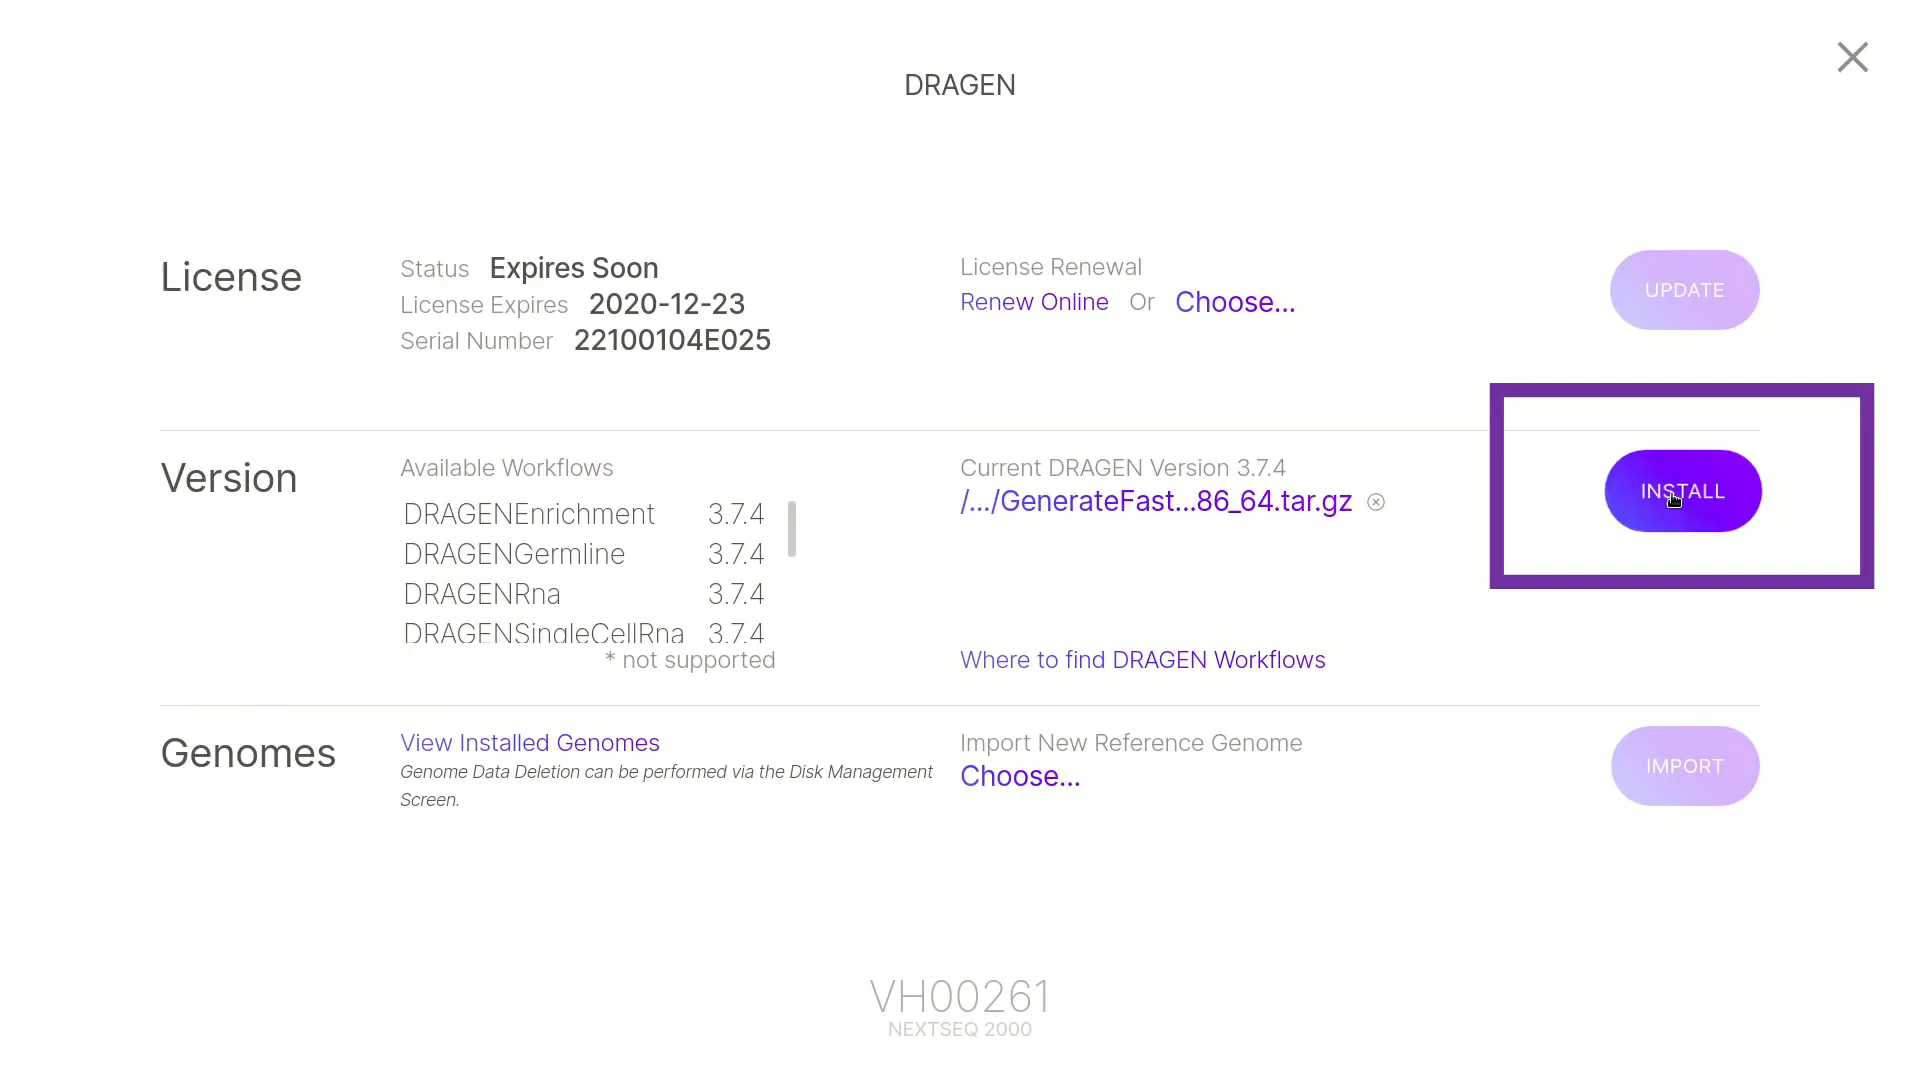 DRAGEN
License
Status Expires Soon
License Expires 2020-12-23
Serial Number 22100104E025
License Renewal
Renew Online Or Choose...
UPDATE
Version
Available Workflows
DRAGENEnrichment 3.7.4
DRAGENGermline 3.7.4
DRAGENRna 3.7.4
DRAGENSingleCellRna 3.7.4
* not supported
Current DRAGEN Version 3.7.4
/.../GenerateFast...86_64.tar.gz
INSTALL
Where to find DRAGEN Workflows
Genomes
View Installed Genomes
Genome Data Deletion can be performed via the Disk Management
Screen.
Import New Reference Genome
Choose...
IMPORT
VH00261
NEXTSEQ 2000